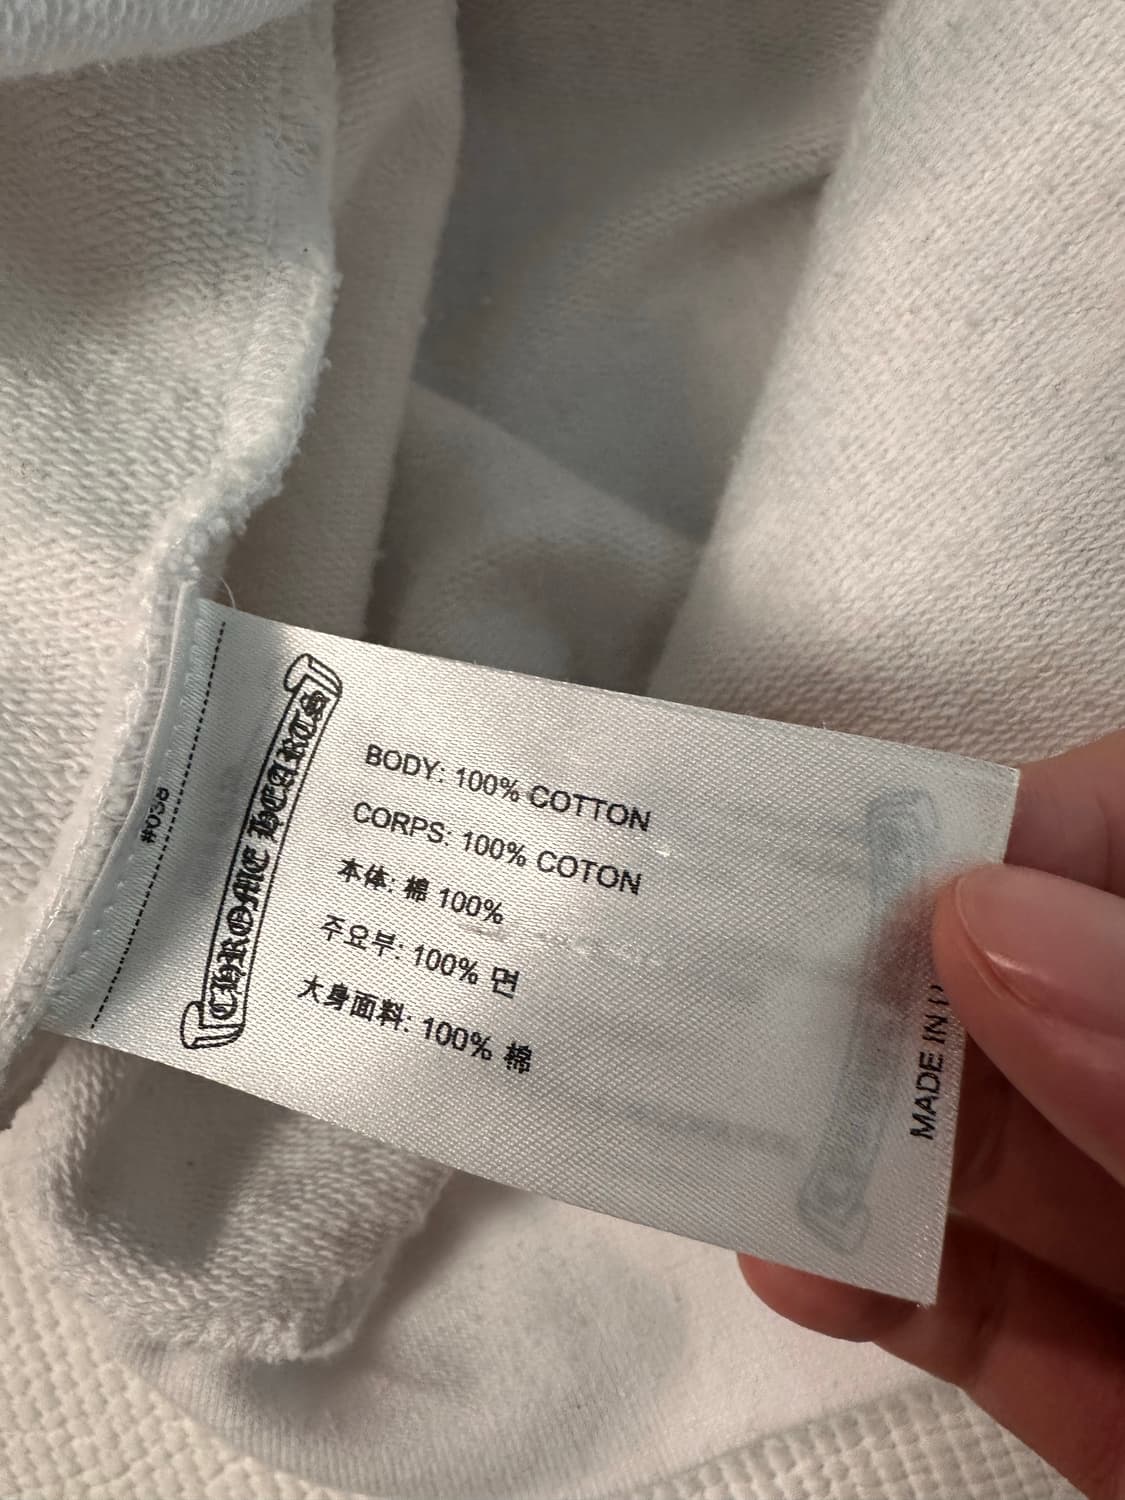 #038
CHROME HEARTS
BODY: 100% COTTON
CORPS: 100% COTON
本体: 棉 100%
주요부: 100% 면
大身面料: 100% 棉
MADE IN